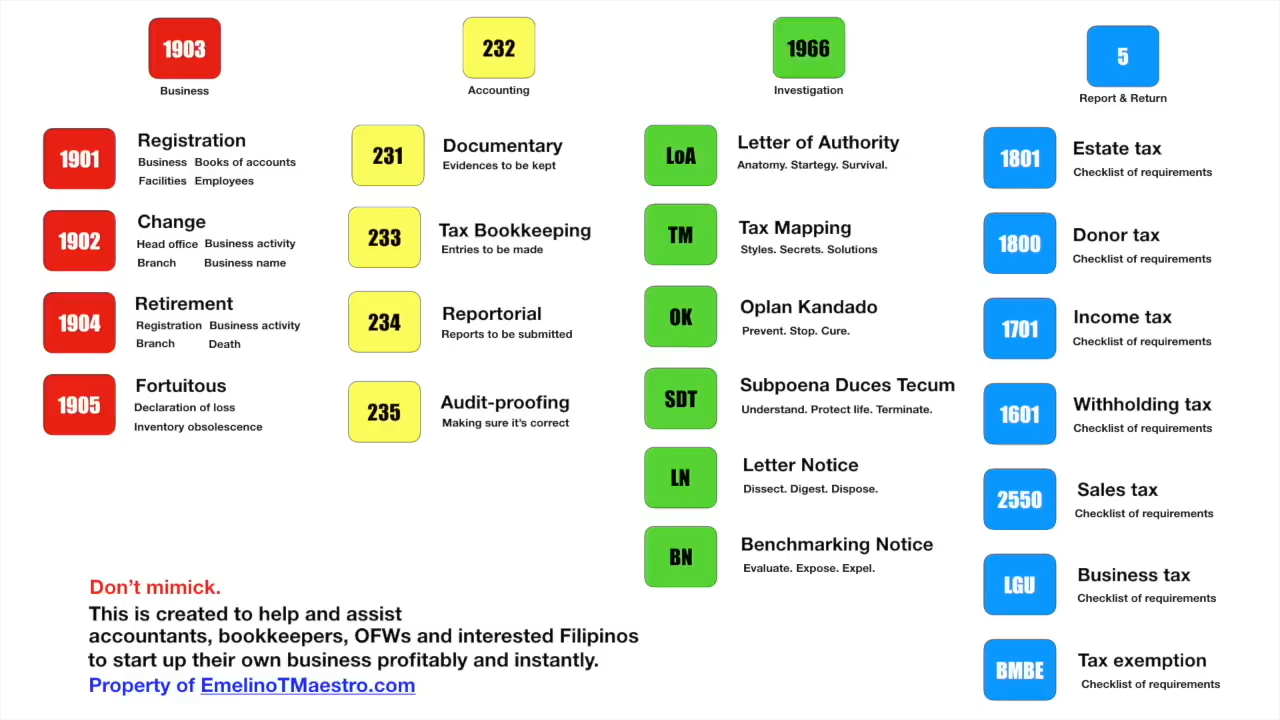 1903
Business
1901
Registration
Business Books of accounts
Facilities Employees
1902
Change
Head office Business activity
Branch Business name
1904
Retirement
Registration Business activity
Branch Death
1905
Fortuitous
Declaration of loss
Inventory obsolescence
232
Accounting
231
Documentary
Evidences to be kept
233
Tax Bookkeeping
Entries to be made
234
Reportorial
Reports to be submitted
235
Audit-proofing
Making sure it's correct
1966
Investigation
LoA
Letter of Authority
Anatomy. Startegy. Survival.
TM
Tax Mapping
Styles. Secrets. Solutions
OK
Oplan Kandado
Prevent. Stop. Cure.
SDT
Subpoena Duces Tecum
Understand. Protect life. Terminate.
LN
Letter Notice
Dissect. Digest. Dispose.
BN
Benchmarking Notice
Evaluate. Expose. Expel.
5
Report & Return
1801
Estate tax
Checklist of requirements
1800
Donor tax
Checklist of requirements
1701
Income tax
Checklist of requirements
1601
Withholding tax
Checklist of requirements
2550
Sales tax
Checklist of requirements
LGU
Business tax
Checklist of requirements
BMBE
Tax exemption
Checklist of requirements
Don't mimick.
This is created to help and assist
accountants, bookkeepers, OFWs and interested Filipinos
to start up their own business profitably and instantly.
Property of EmelinoTMaestro.com